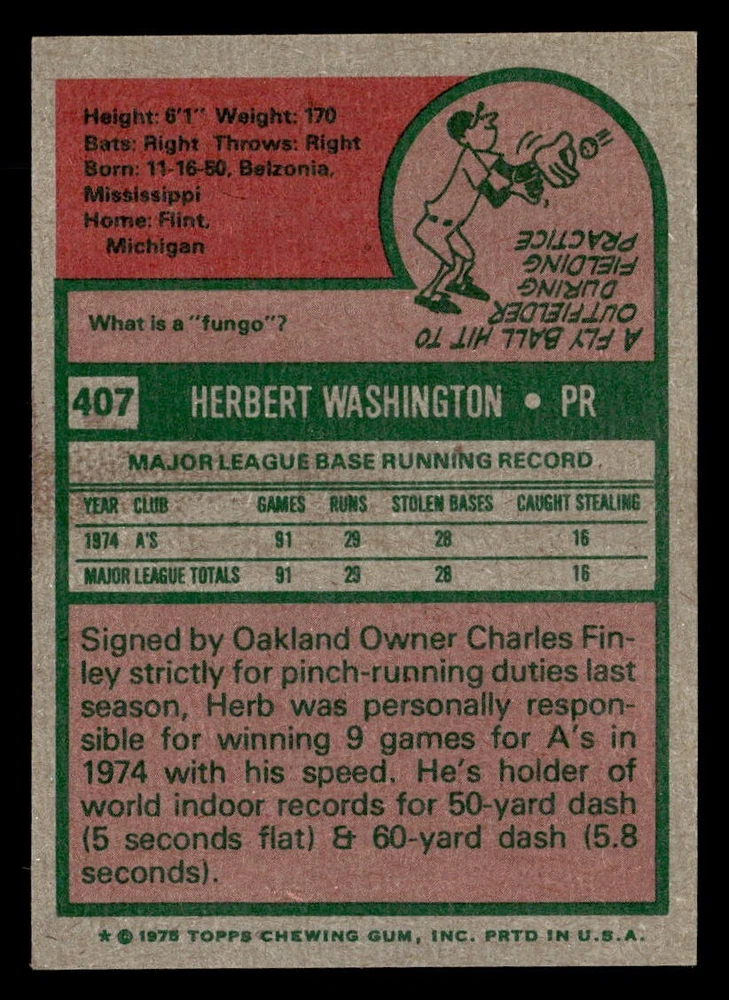 Height: 6'1" Weight: 170
Bats: Right Throws: Right
Born: 11-16-50, Belzonia,
Mississippi
Home: Flint,
Michigan
What is a "fungo"?
A FLY BALL HIT TO
OUTFIELDER
DURING
FIELDING
PRACTICE
407 HERBERT WASHINGTON • PR
MAJOR LEAGUE BASE RUNNING RECORD
YEAR CLUB GAMES RUNS STOLEN BASES CAUGHT STEALING
1974 A'S 91 29 28 16
MAJOR LEAGUE TOTALS 91 29 28 16
Signed by Oakland Owner Charles Fin-
ley strictly for pinch-running duties last
season, Herb was personally respon-
sible for winning 9 games for A's in
1974 with his speed. He's holder of
world indoor records for 50-yard dash
(5 seconds flat) & 60-yard dash (5.8
seconds).
* © 1975 TOPPS CHEWING GUM, INC. PRTD IN U.S.A.